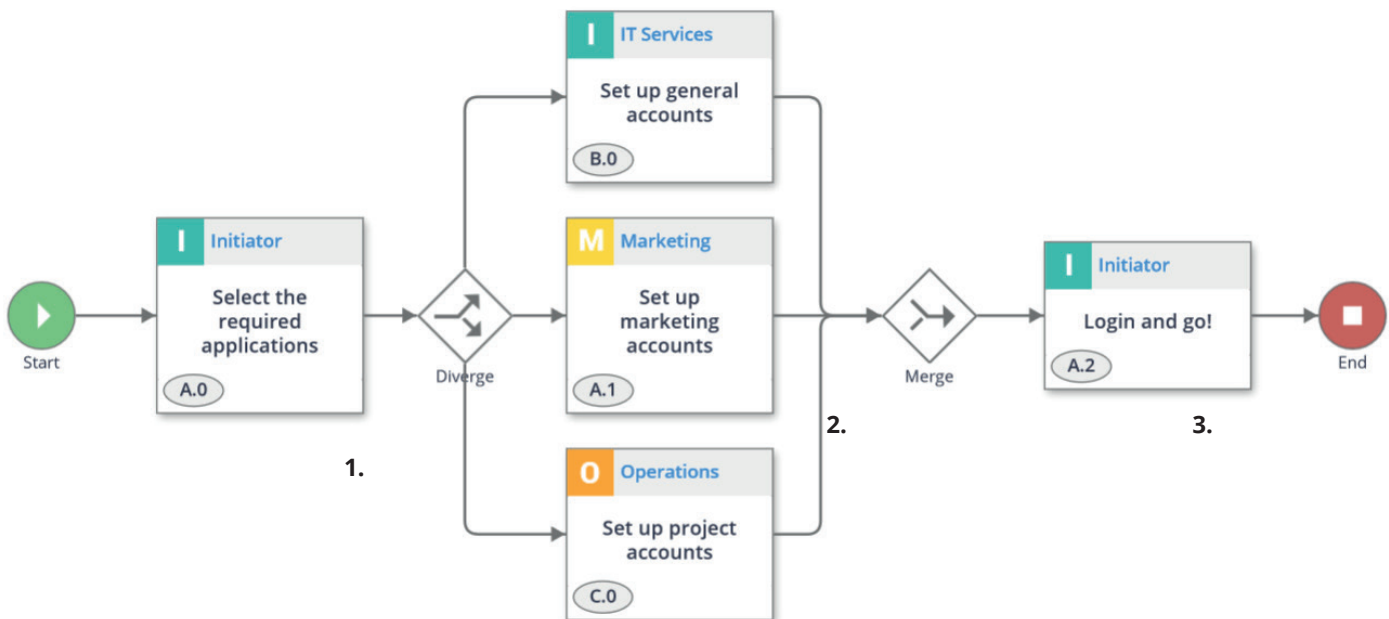 Start
I Initiator
Select the
required
applications
A.0
1.
Diverge
I IT Services
Set up general
accounts
B.0
M Marketing
Set up
marketing
accounts
A.1
O Operations
Set up project
accounts
C.0
2.
Merge
I Initiator
Login and go!
A.2
3.
End